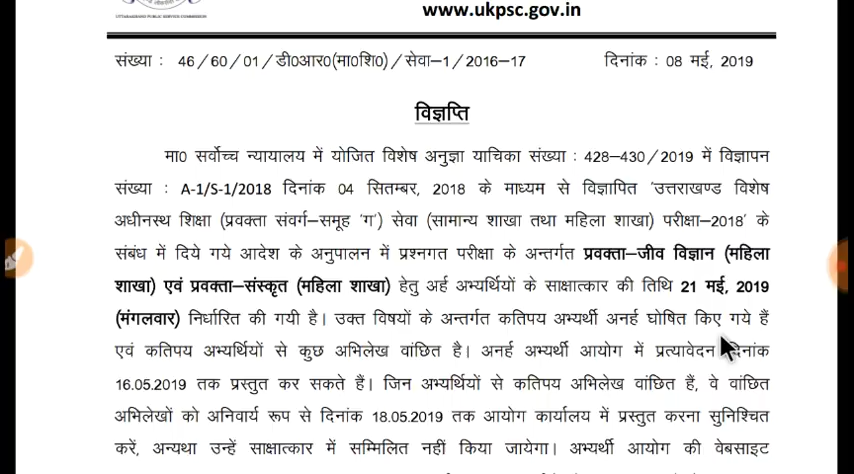 UTTARAKHAND PUBLIC SERVICE COMMISSION
www.ukpsc.gov.in
संख्या : 46/60/01/डी0आर0(मा0शि0)/सेवा–1/2016–17 दिनांक : 08 मई, 2019
विज्ञप्ति
मा0 सर्वोच्च न्यायालय में योजित विशेष अनुज्ञा याचिका संख्या : 428–430/2019 में विज्ञापन
संख्या : A-1/S-1/2018 दिनांक 04 सितम्बर, 2018 के माध्यम से विज्ञापित 'उत्तराखण्ड विशेष
अधीनस्थ शिक्षा (प्रवक्ता संवर्ग–समूह 'ग') सेवा (सामान्य शाखा तथा महिला शाखा) परीक्षा–2018' के
संबंध में दिये गये आदेश के अनुपालन में प्रश्नगत परीक्षा के अन्तर्गत प्रवक्ता–जीव विज्ञान (महिला
शाखा) एवं प्रवक्ता–संस्कृत (महिला शाखा) हेतु अर्ह अभ्यर्थियों के साक्षात्कार की तिथि 21 मई, 2019
(मंगलवार) निर्धारित की गयी है। उक्त विषयों के अन्तर्गत कतिपय अभ्यर्थी अनर्ह घोषित किए गये हैं
एवं कतिपय अभ्यर्थियों से कुछ अभिलेख वांछित है। अनर्ह अभ्यर्थी आयोग में प्रत्यावेदन दिनांक
16.05.2019 तक प्रस्तुत कर सकते हैं। जिन अभ्यर्थियों से कतिपय अभिलेख वांछित हैं, वे वांछित
अभिलेखों को अनिवार्य रूप से दिनांक 18.05.2019 तक आयोग कार्यालय में प्रस्तुत करना सुनिश्चित
करें, अन्यथा उन्हें साक्षात्कार में सम्मिलित नहीं किया जायेगा। अभ्यर्थी आयोग की वेबसाइट